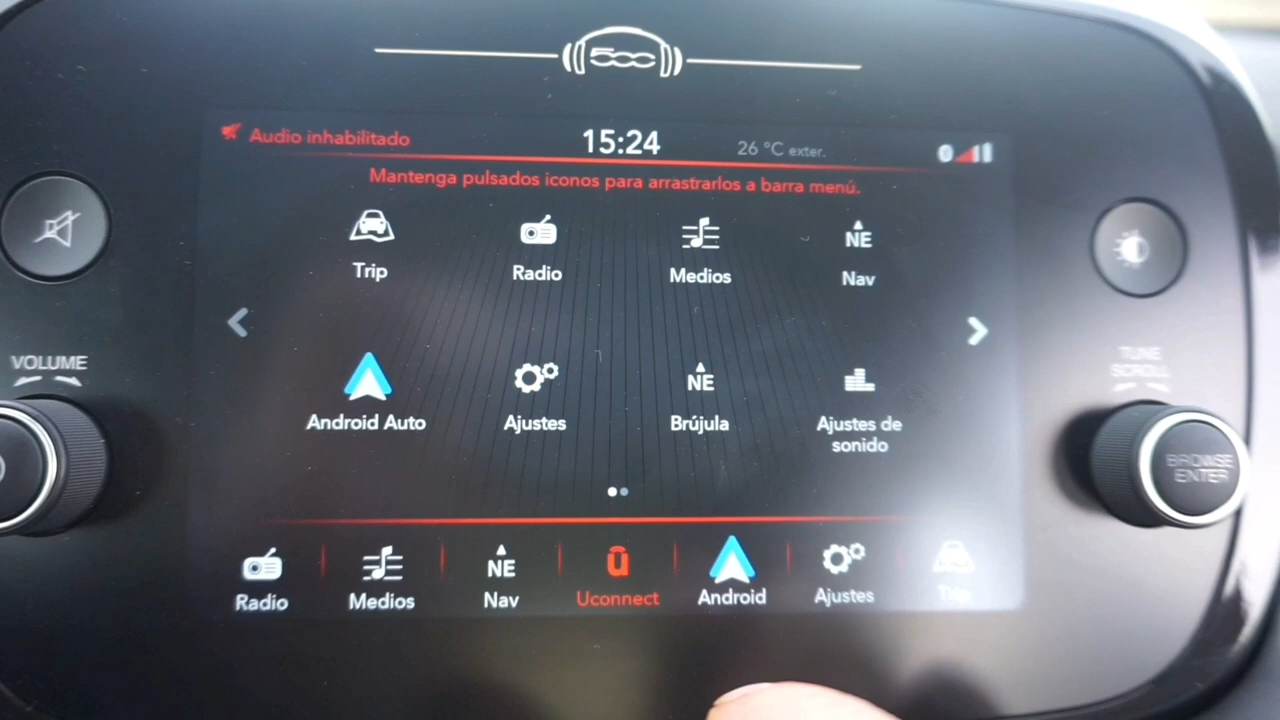 500
Audio inhabilitado
15:24
26 °C exter.
Mantenga pulsados iconos para arrastrarlos a barra menú.
Trip
Radio
Medios
NE
Nav
Android Auto
Ajustes
NE
Brújula
Ajustes de
sonido
VOLUME
TUNE
SCROLL
BROWSE
ENTER
Radio
Medios
NE
Nav
Uconnect
Android
Ajustes
Trip